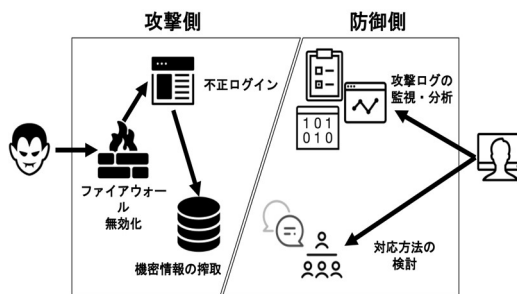 攻撃側
防御側
不正ログイン
ファイアウォー
ル
無効化
機密情報の搾取
攻撃ログの
監視・分析
101
010
対応方法の
検討